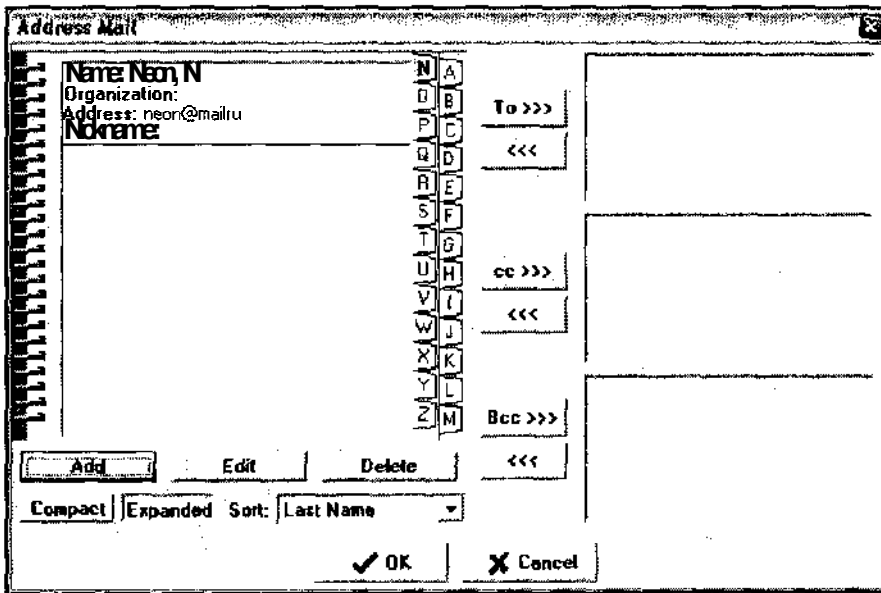 Address Mail
Name: Neon, N
Organization:
Address: neon@mailru
Nickname:
N
O
P
Q
R
S
T
U
V
W
X
Y
Z
A
B
C
D
E
F
G
H
I
J
K
L
M
To >>>
<<<
cc >>>
<<<
Bcc >>>
<<<
Add Edit Delete
Compact Expanded Sort: Last Name
OK Cancel